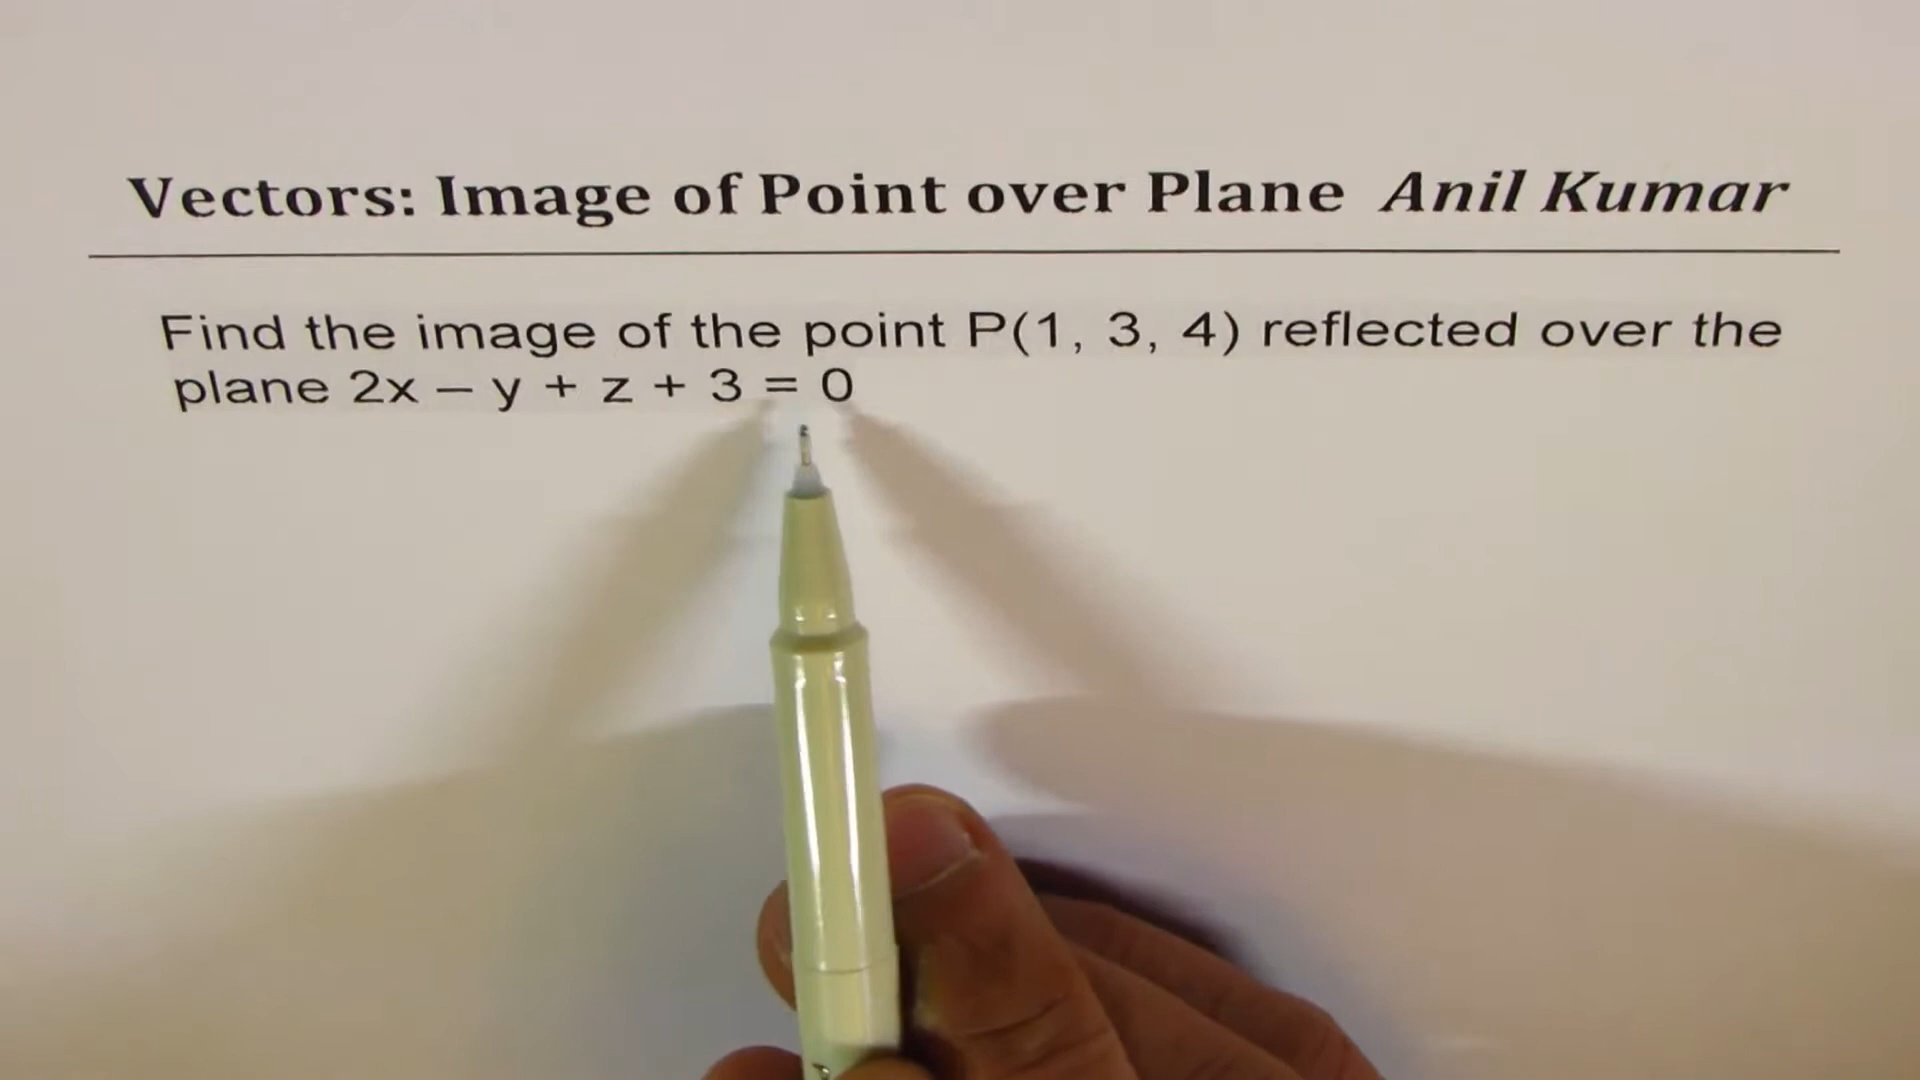 Vectors: Image of Point over Plane Anil Kumar
Find the image of the point P(1, 3, 4) reflected over the
plane 2x – y + z + 3 = 0